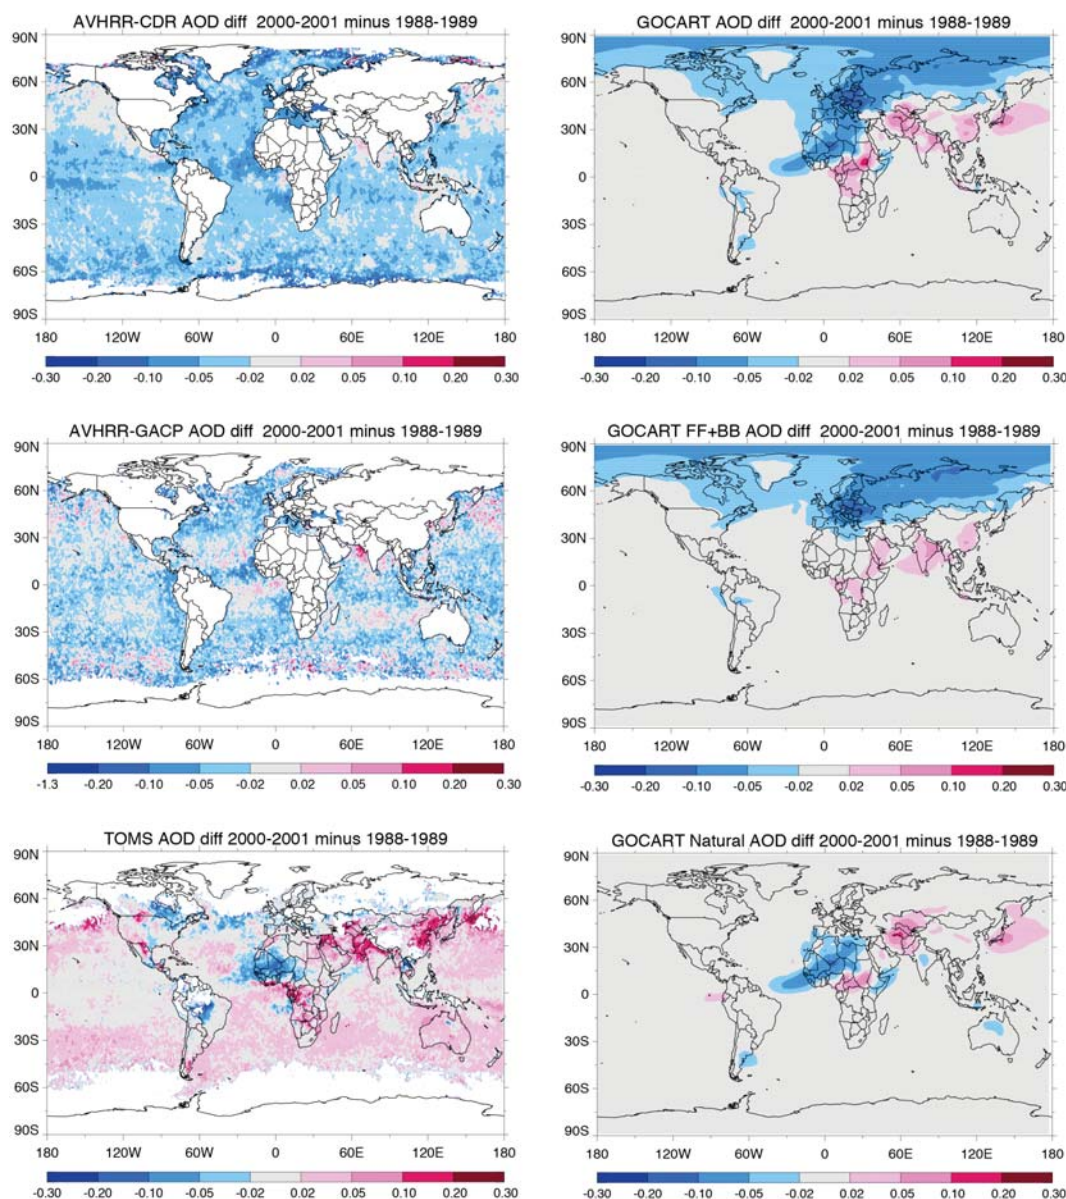 AVHRR-CDR AOD diff 2000-2001 minus 1988-1989
90N
60N
30N
0
30S
60S
90S
180 120W 60W 0 60E 120E 180
-0.30 -0.20 -0.10 -0.05 -0.02 0.02 0.05 0.10 0.20 0.30
GOCART AOD diff 2000-2001 minus 1988-1989
90N
60N
30N
0
30S
60S
90S
180 120W 60W 0 60E 120E 180
-0.30 -0.20 -0.10 -0.05 -0.02 0.02 0.05 0.10 0.20 0.30
AVHRR-GACP AOD diff 2000-2001 minus 1988-1989
90N
60N
30N
0
30S
60S
90S
180 120W 60W 0 60E 120E 180
-1.3 -0.20 -0.10 -0.05 -0.02 0.02 0.05 0.10 0.20 0.30
GOCART FF+BB AOD diff 2000-2001 minus 1988-1989
90N
60N
30N
0
30S
60S
90S
180 120W 60W 0 60E 120E 180
-0.30 -0.20 -0.10 -0.05 -0.02 0.02 0.05 0.10 0.20 0.30
TOMS AOD diff 2000-2001 minus 1988-1989
90N
60N
30N
0
30S
60S
90S
180 120W 60W 0 60E 120E 180
-0.30 -0.20 -0.10 -0.05 -0.02 0.02 0.05 0.10 0.20 0.30
GOCART Natural AOD diff 2000-2001 minus 1988-1989
90N
60N
30N
0
30S
60S
90S
180 120W 60W 0 60E 120E 180
-0.30 -0.20 -0.10 -0.05 -0.02 0.02 0.05 0.10 0.20 0.30